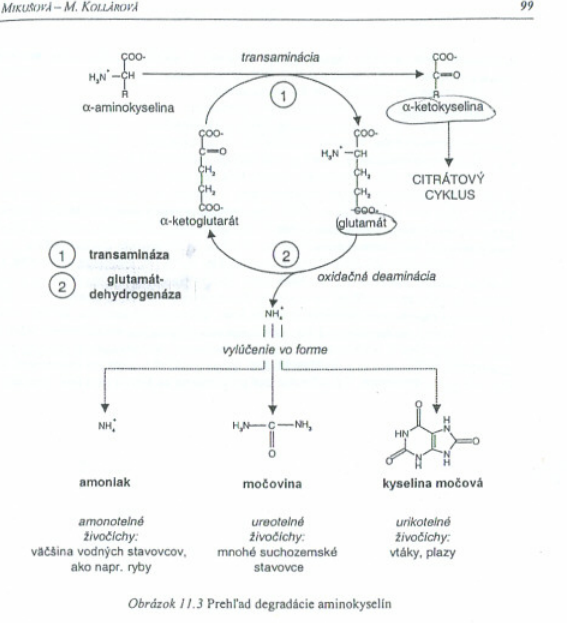 MIKUŠOVÁ – M. KOLLÁROVÁ 99
COO-
H₃N⁺–CH
R
α-aminokyselina
transaminácia
1
COO-
C=O
R
α-ketokyselina
CITRÁTOVÝ
CYKLUS
COO-
C=O
CH₂
CH₂
COO-
α-ketoglutarát
COO-
H₃N⁺–CH
CH₂
CH₂
COO-
glutamát
1 transamináza
2 glutamát-
dehydrogenáza
2
oxidačná deaminácia
NH₄⁺
vylúčenie vo forme
NH₄⁺
H₂N–C–NH₂
O
O
HN
H
N
O
O
N
H
N
H
amoniak
močovina
kyselina močová
amonotelné
živočíchy:
väčšina vodných stavovcov,
ako napr. ryby
ureotelné
živočíchy:
mnohé suchozemské
stavovce
urikotelné
živočíchy:
vtáky, plazy
Obrázok 11.3 Prehľad degradácie aminokyselín